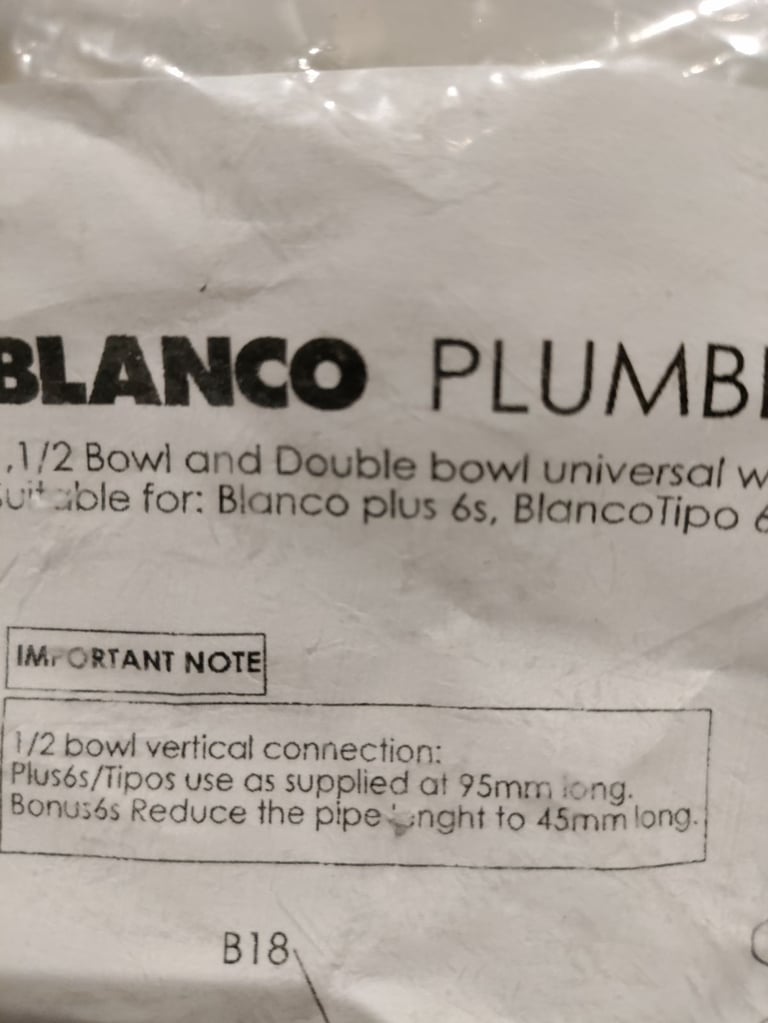 BLANCO PLUMB
1/2 Bowl and Double bowl universal w
for: Blanco plus 6s, BlancoTipo 6
IMPORTANT NOTE
1/2 bowl vertical connection:
Plus6s/Tipos use as supplied at 95mm long.
Bonus6s Reduce the pipe to 45mm long.
B18